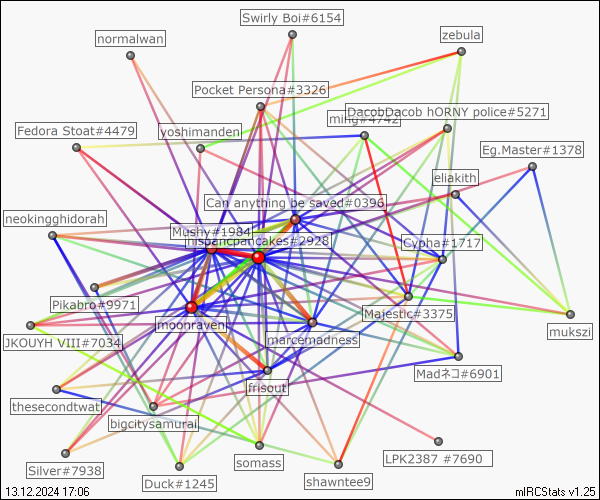 Swirly Boi#6154
normalwan
zebula
Pocket Persona#3326
DacobDacob hORNY police#5271
ming#4742
Fedora Stoat#4479
yoshimanden
Eg.Master#1378
eliakith
Can anything be saved#0396
neokingghidorah
Mushy#1984
hispanicpancakes#2928
Cypha#1717
Pikabro#9971
Majestic#3375
moonraven
mukszi
JKOUYH VIII#7034
marcemadness
Madネコ#6901
frisout
thesecondtwat
bigcitysamurai
LPK2387 #7690
somass
Silver#7938
shawntee9
Duck#1245
13.12.2024 17:06
mIRCStats v1.25